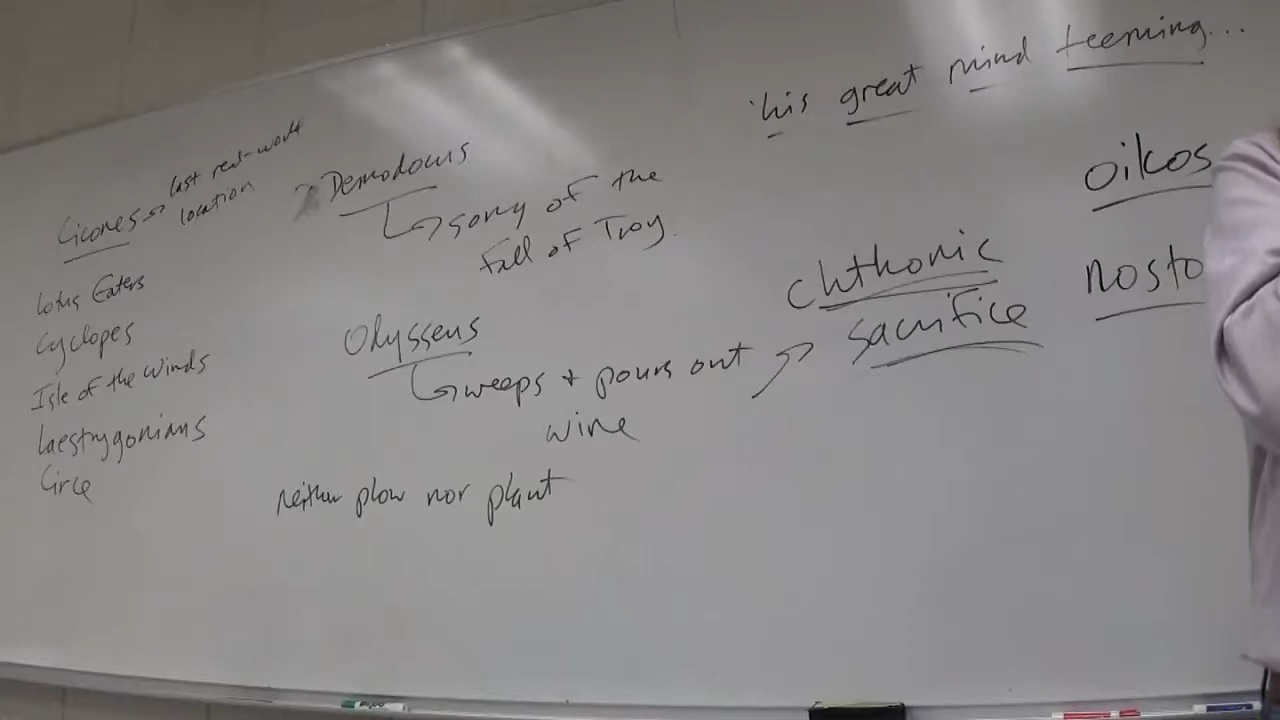 'his great mind teeming...
Cicones → last real-world
location
Lotus Eaters
Cyclopes
Isle of the Winds
Laestrygonians
Circe
Demodocus
↳ song of the
Fall of Troy.
Odysseus
↳ weeps + pours out →
wine
neither plow nor plant
chthonic
sacrifice
oikos
nosto